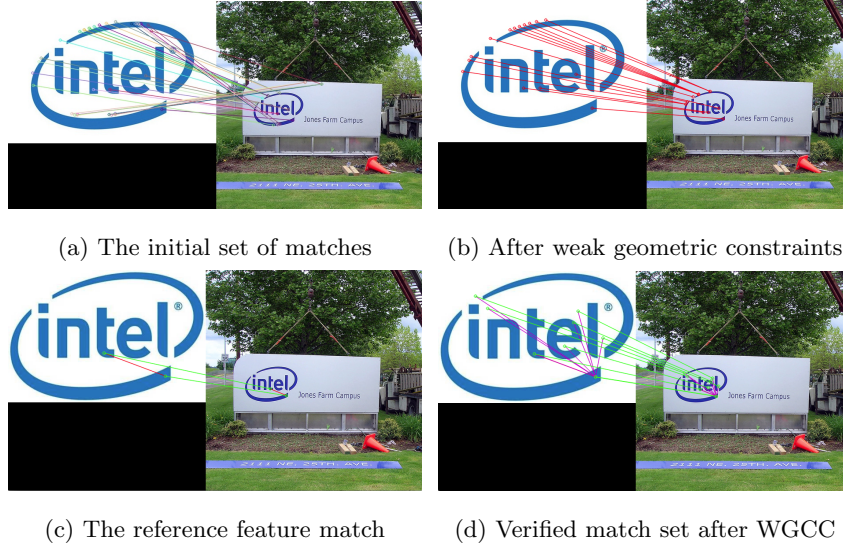 intel®
intel
Jones Farm Campus
2111 NE. 25TH. AVE.
intel®
intel
Jones Farm Campus
2111 NE. 25TH. AVE.
(a) The initial set of matches
(b) After weak geometric constraints
intel®
intel
Jones Farm Campus
2111 NE. 25TH. AVE.
intel®
intel
Jones Farm Campus
2111 NE. 25TH. AVE.
(c) The reference feature match
(d) Verified match set after WGCC